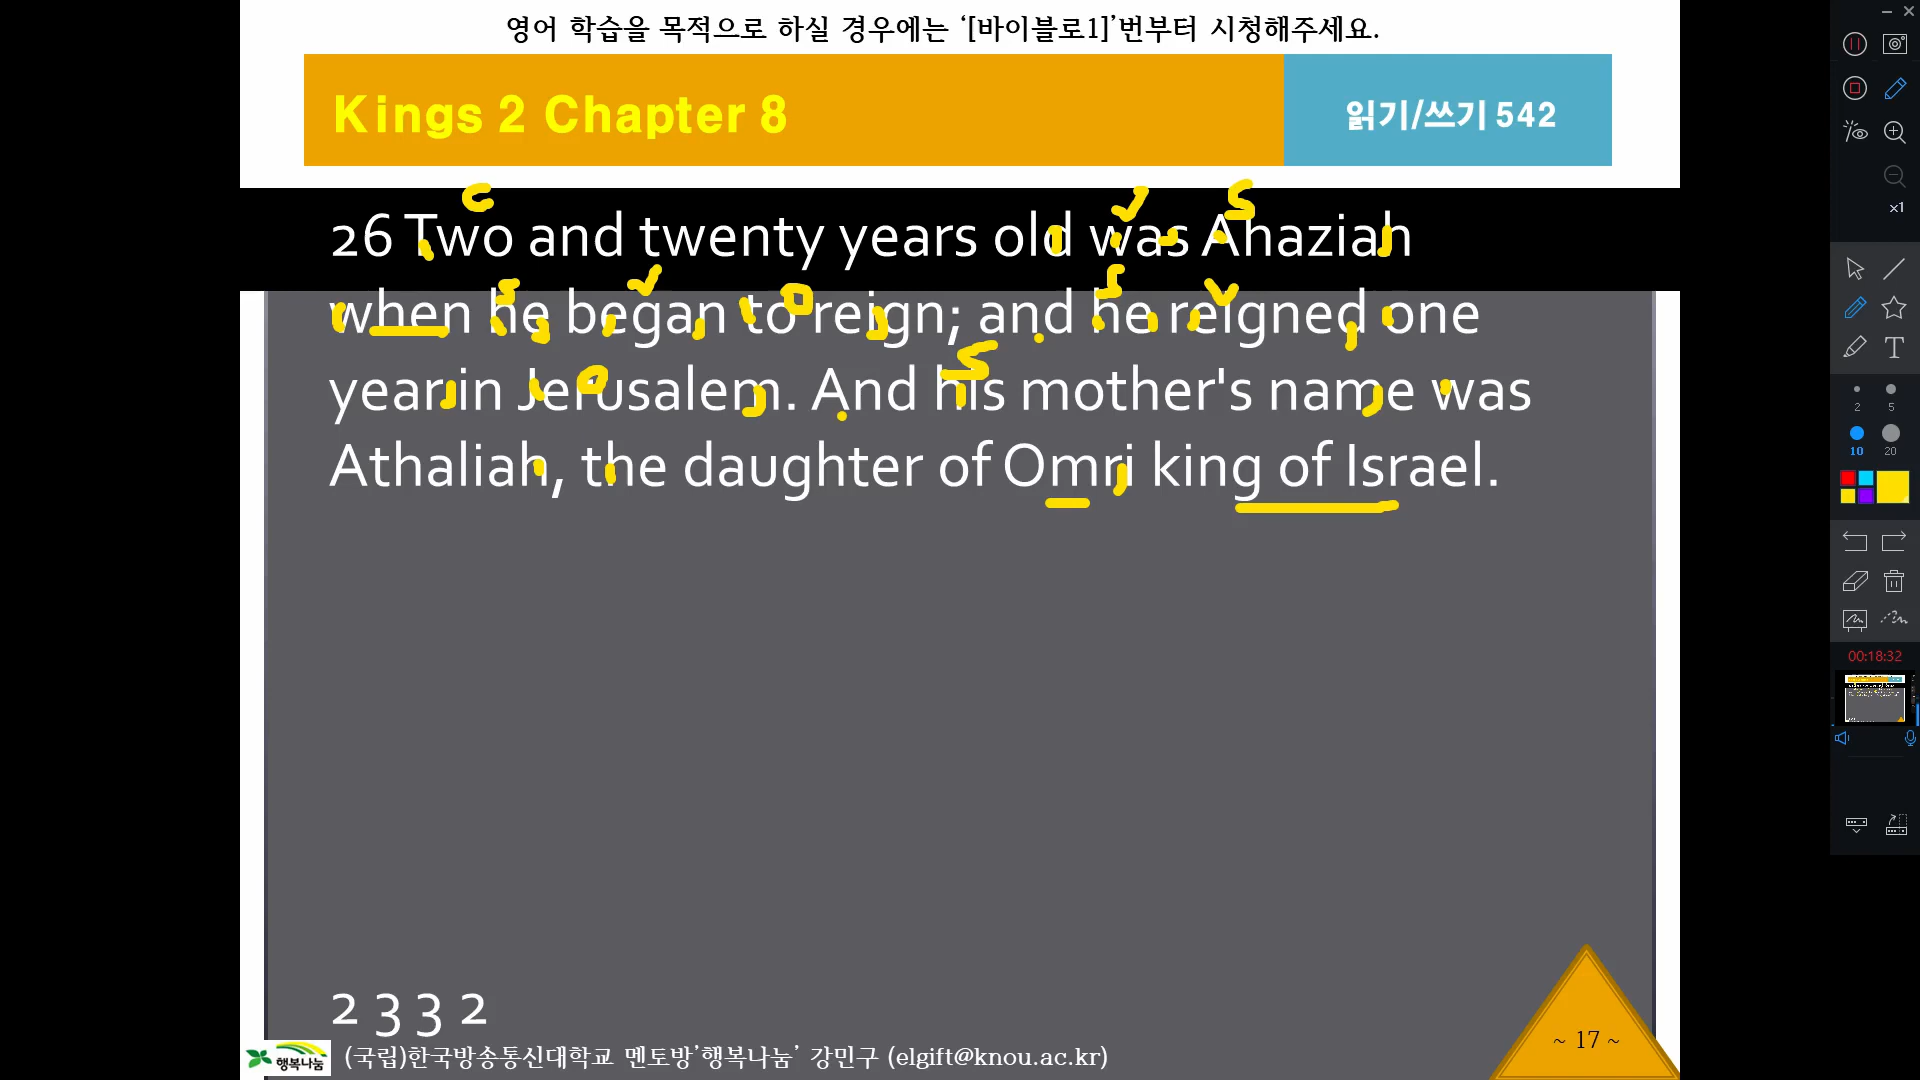 영어 학습을 목적으로 하실 경우에는 ‘[바이블로1]’번부터 시청해주세요.
Kings 2 Chapter 8
읽기/쓰기 542
26 Two and twenty years old was Ahaziah
when he began to reign; and he reigned one
year in Jerusalem. And his mother's name was
Athaliah, the daughter of Omri king of Israel.
2 3 3 2
~ 17 ~
행복나눔
(국립)한국방송통신대학교 멘토방’행복나눔’ 강민구 (elgift@knou.ac.kr)
x1
T
2 5
10 20
00:18:32